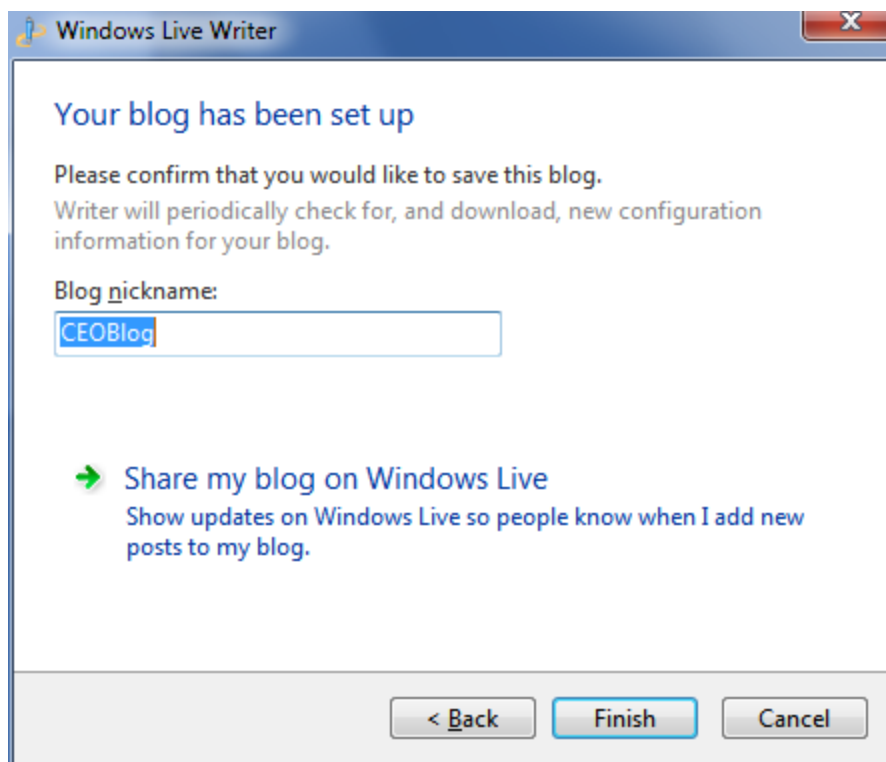 Windows Live Writer
Your blog has been set up
Please confirm that you would like to save this blog.
Writer will periodically check for, and download, new configuration
information for your blog.
Blog nickname:
CEOBlog
Share my blog on Windows Live
Show updates on Windows Live so people know when I add new
posts to my blog.
< Back Finish Cancel